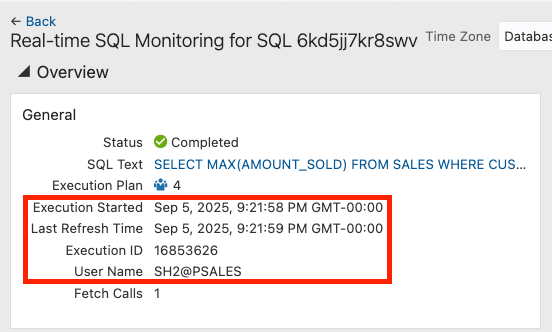 ← Back
Real-time SQL Monitoring for SQL 6kd5jj7kr8swv Time Zone Databas
Overview
General
Status Completed
SQL Text SELECT MAX(AMOUNT_SOLD) FROM SALES WHERE CUS...
Execution Plan 4
Execution Started Sep 5, 2025, 9:21:58 PM GMT-00:00
Last Refresh Time Sep 5, 2025, 9:21:59 PM GMT-00:00
Execution ID 16853626
User Name SH2@PSALES
Fetch Calls 1